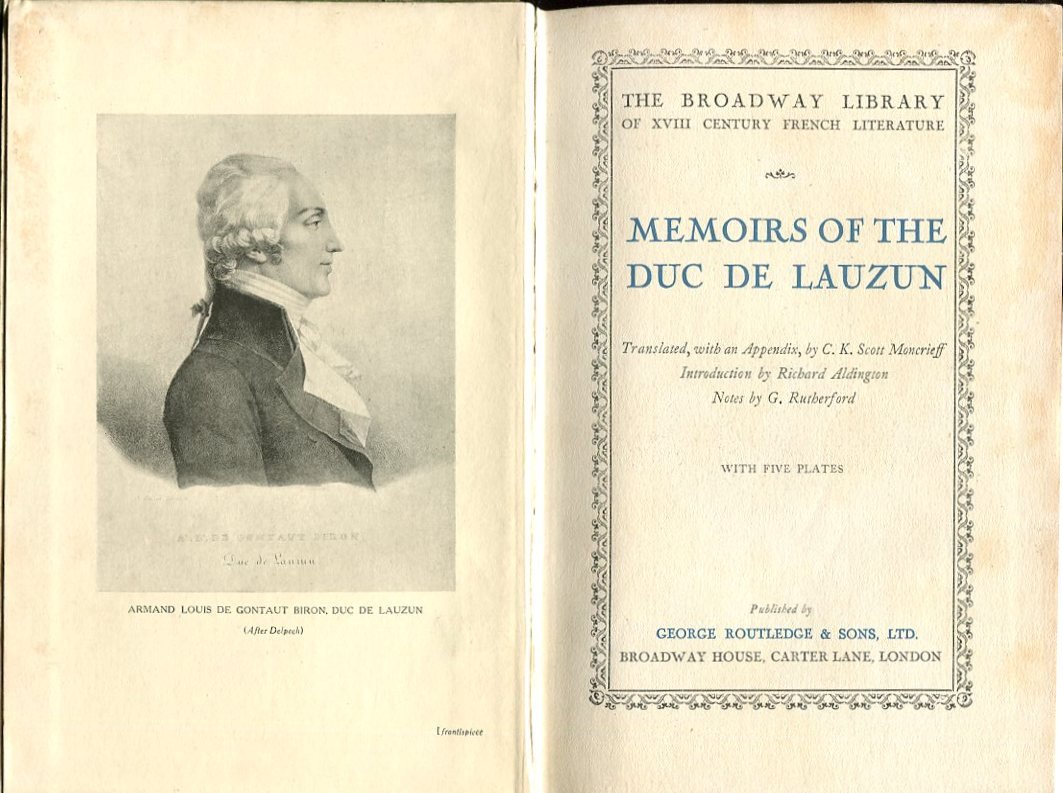 DE GONTAUT BIRON
Duc de Lauzun
ARMAND LOUIS DE GONTAUT BIRON, DUC DE LAUZUN
(After Delpech)
[frontispiece
THE BROADWAY LIBRARY
OF XVIII CENTURY FRENCH LITERATURE
MEMOIRS OF THE
DUC DE LAUZUN
Translated, with an Appendix, by C. K. Scott Moncrieff
Introduction by Richard Aldington
Notes by G. Rutherford
WITH FIVE PLATES
Published by
GEORGE ROUTLEDGE & SONS, LTD.
BROADWAY HOUSE, CARTER LANE, LONDON